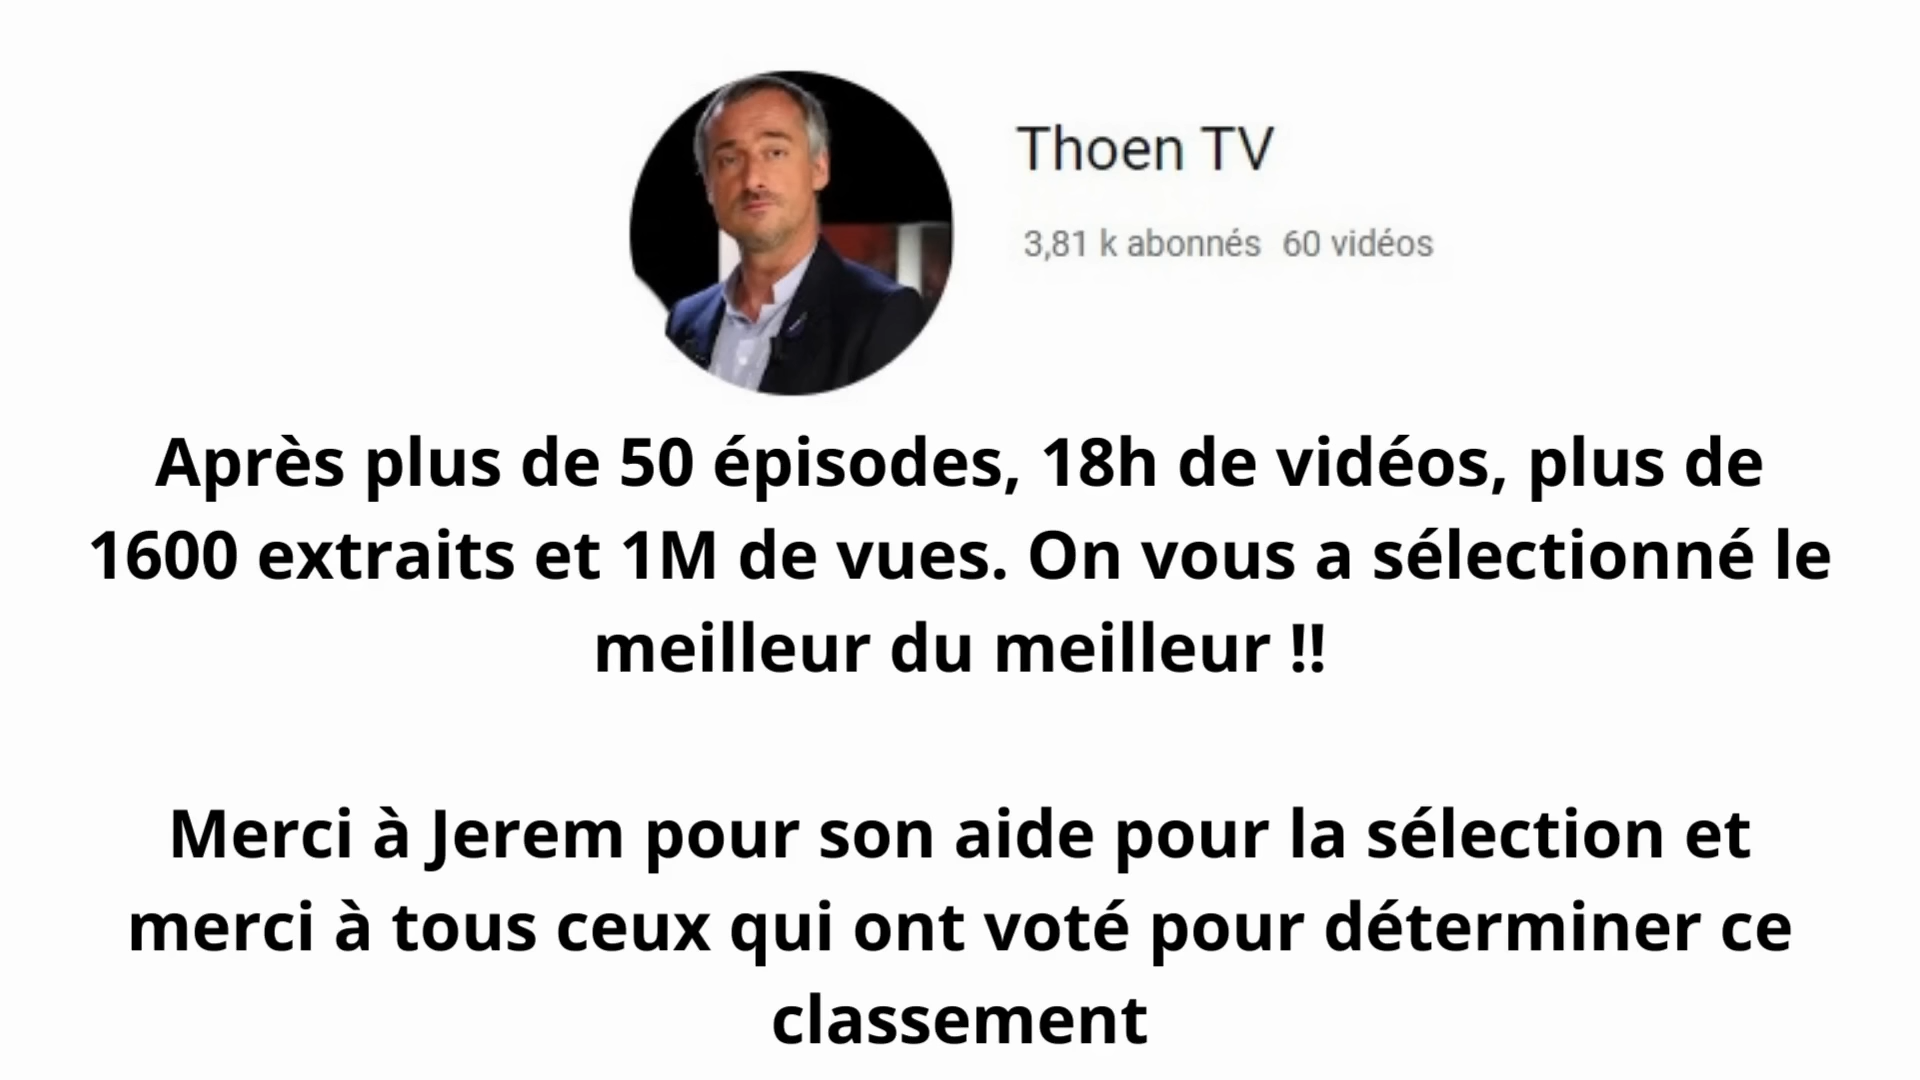 Thoen TV
3,81 k abonnés 60 vidéos
Après plus de 50 épisodes, 18h de vidéos, plus de
1600 extraits et 1M de vues. On vous a sélectionné le
meilleur du meilleur !!
Merci à Jerem pour son aide pour la sélection et
merci à tous ceux qui ont voté pour déterminer ce
classement